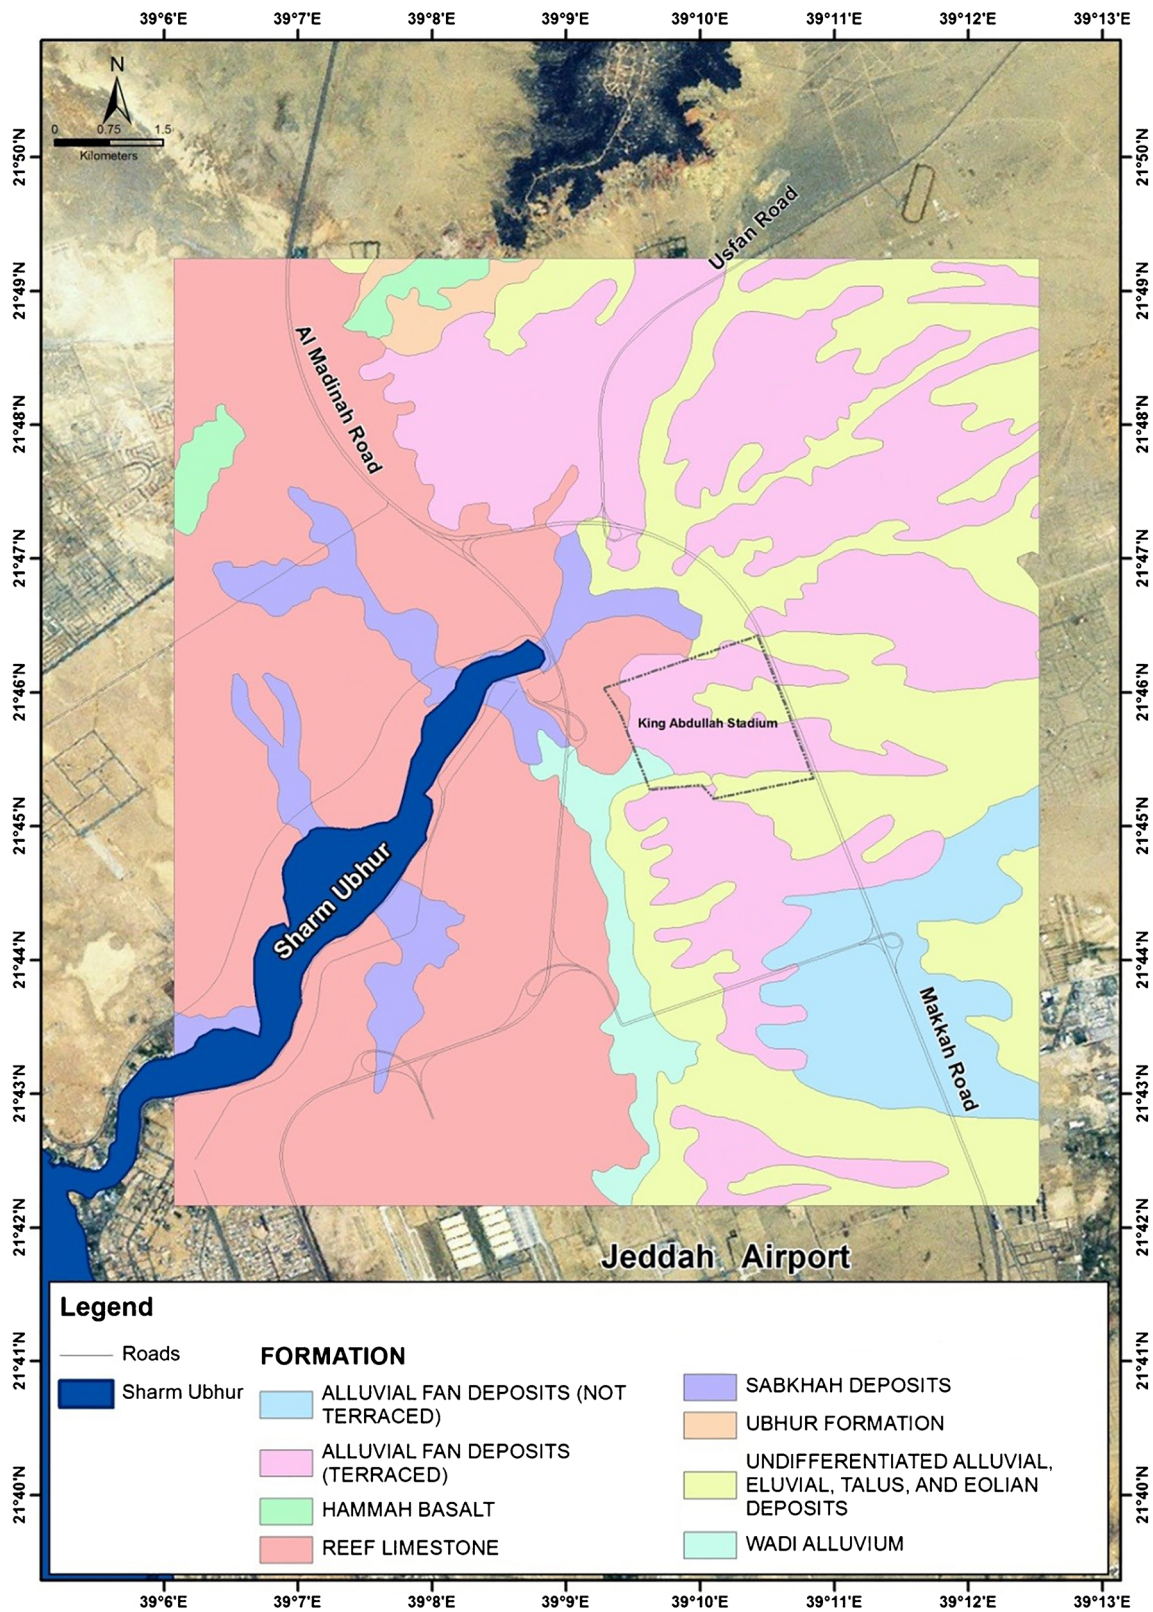 39°6'E 39°7'E 39°8'E 39°9'E 39°10'E 39°11'E 39°12'E 39°13'E
N
0 0.75 1.5
Kilometers
21°50'N 21°50'N
Usfan Road
21°49'N 21°49'N
Al Madinah Road
21°48'N 21°48'N
21°47'N 21°47'N
21°46'N 21°46'N
King Abdullah Stadium
21°45'N 21°45'N
Sharm Ubhur
21°44'N 21°44'N
Makkah Road
21°43'N 21°43'N
21°42'N 21°42'N
Jeddah Airport
21°41'N 21°41'N
21°40'N 21°40'N
Legend
Roads
Sharm Ubhur
FORMATION
ALLUVIAL FAN DEPOSITS (NOT
TERRACED)
ALLUVIAL FAN DEPOSITS
(TERRACED)
HAMMAH BASALT
REEF LIMESTONE
SABKHAH DEPOSITS
UBHUR FORMATION
UNDIFFERENTIATED ALLUVIAL,
ELUVIAL, TALUS, AND EOLIAN
DEPOSITS
WADI ALLUVIUM
39°6'E 39°7'E 39°8'E 39°9'E 39°10'E 39°11'E 39°12'E 39°13'E